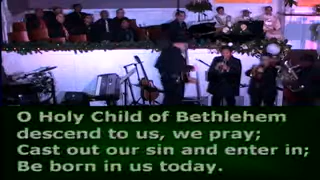 O Holy Child of Bethlehem
descend to us, we pray;
Cast out our sin and enter in;
Be born in us today.